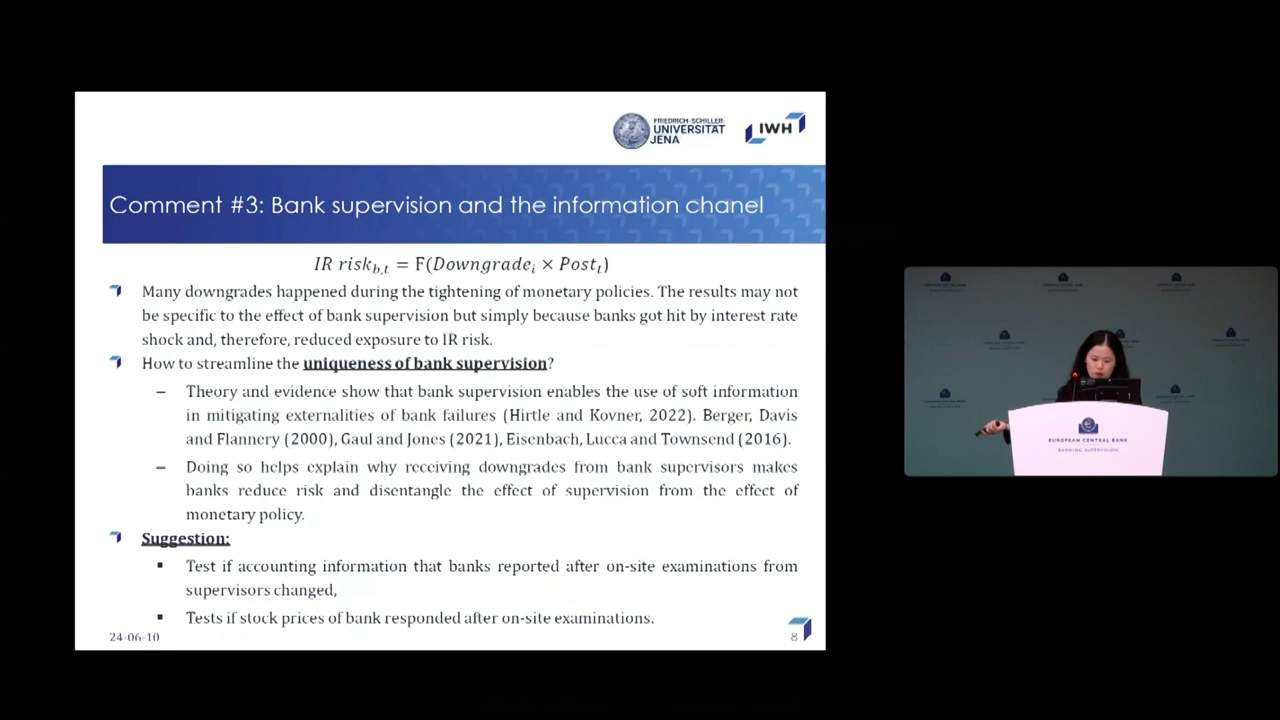 FRIEDRICH-SCHILLER-
UNIVERSITÄT
JENA
IWH
Comment #3: Bank supervision and the information chanel
IR risk_{b,t} = F(Downgrade_i × Post_t)
Many downgrades happened during the tightening of monetary policies. The results may not
be specific to the effect of bank supervision but simply because banks got hit by interest rate
shock and, therefore, reduced exposure to IR risk.
How to streamline the uniqueness of bank supervision?
– Theory and evidence show that bank supervision enables the use of soft information
in mitigating externalities of bank failures (Hirtle and Kovner, 2022). Berger, Davis
and Flannery (2000), Gaul and Jones (2021), Eisenbach, Lucca and Townsend (2016).
– Doing so helps explain why receiving downgrades from bank supervisors makes
banks reduce risk and disentangle the effect of supervision from the effect of
monetary policy.
Suggestion:
▪ Test if accounting information that banks reported after on-site examinations from
supervisors changed,
▪ Tests if stock prices of bank responded after on-site examinations.
24-06-10
8
EUROPEAN CENTRAL BANK
BANKING SUPERVISION